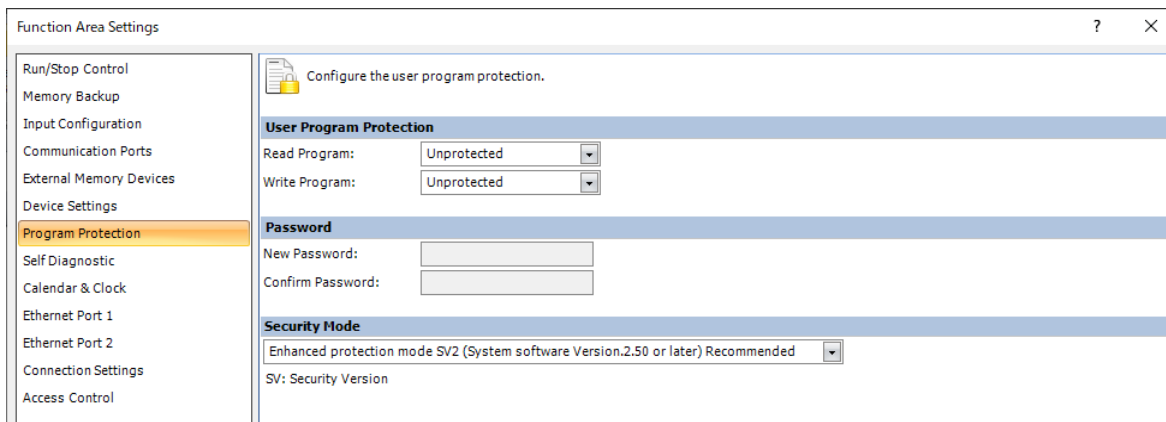 Function Area Settings
?
Run/Stop Control
Memory Backup
Input Configuration
Communication Ports
External Memory Devices
Device Settings
Program Protection
Self Diagnostic
Calendar & Clock
Ethernet Port 1
Ethernet Port 2
Connection Settings
Access Control
Configure the user program protection.
User Program Protection
Read Program: Unprotected
Write Program: Unprotected
Password
New Password:
Confirm Password:
Security Mode
Enhanced protection mode SV2 (System software Version.2.50 or later) Recommended
SV: Security Version